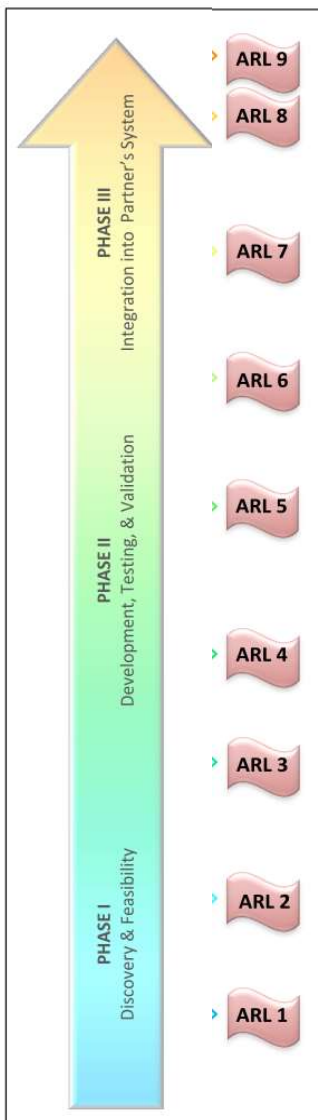 PHASE III
Integration into Partner's System
PHASE II
Development, Testing, & Validation
PHASE I
Discovery & Feasibility
ARL 9
ARL 8
ARL 7
ARL 6
ARL 5
ARL 4
ARL 3
ARL 2
ARL 1